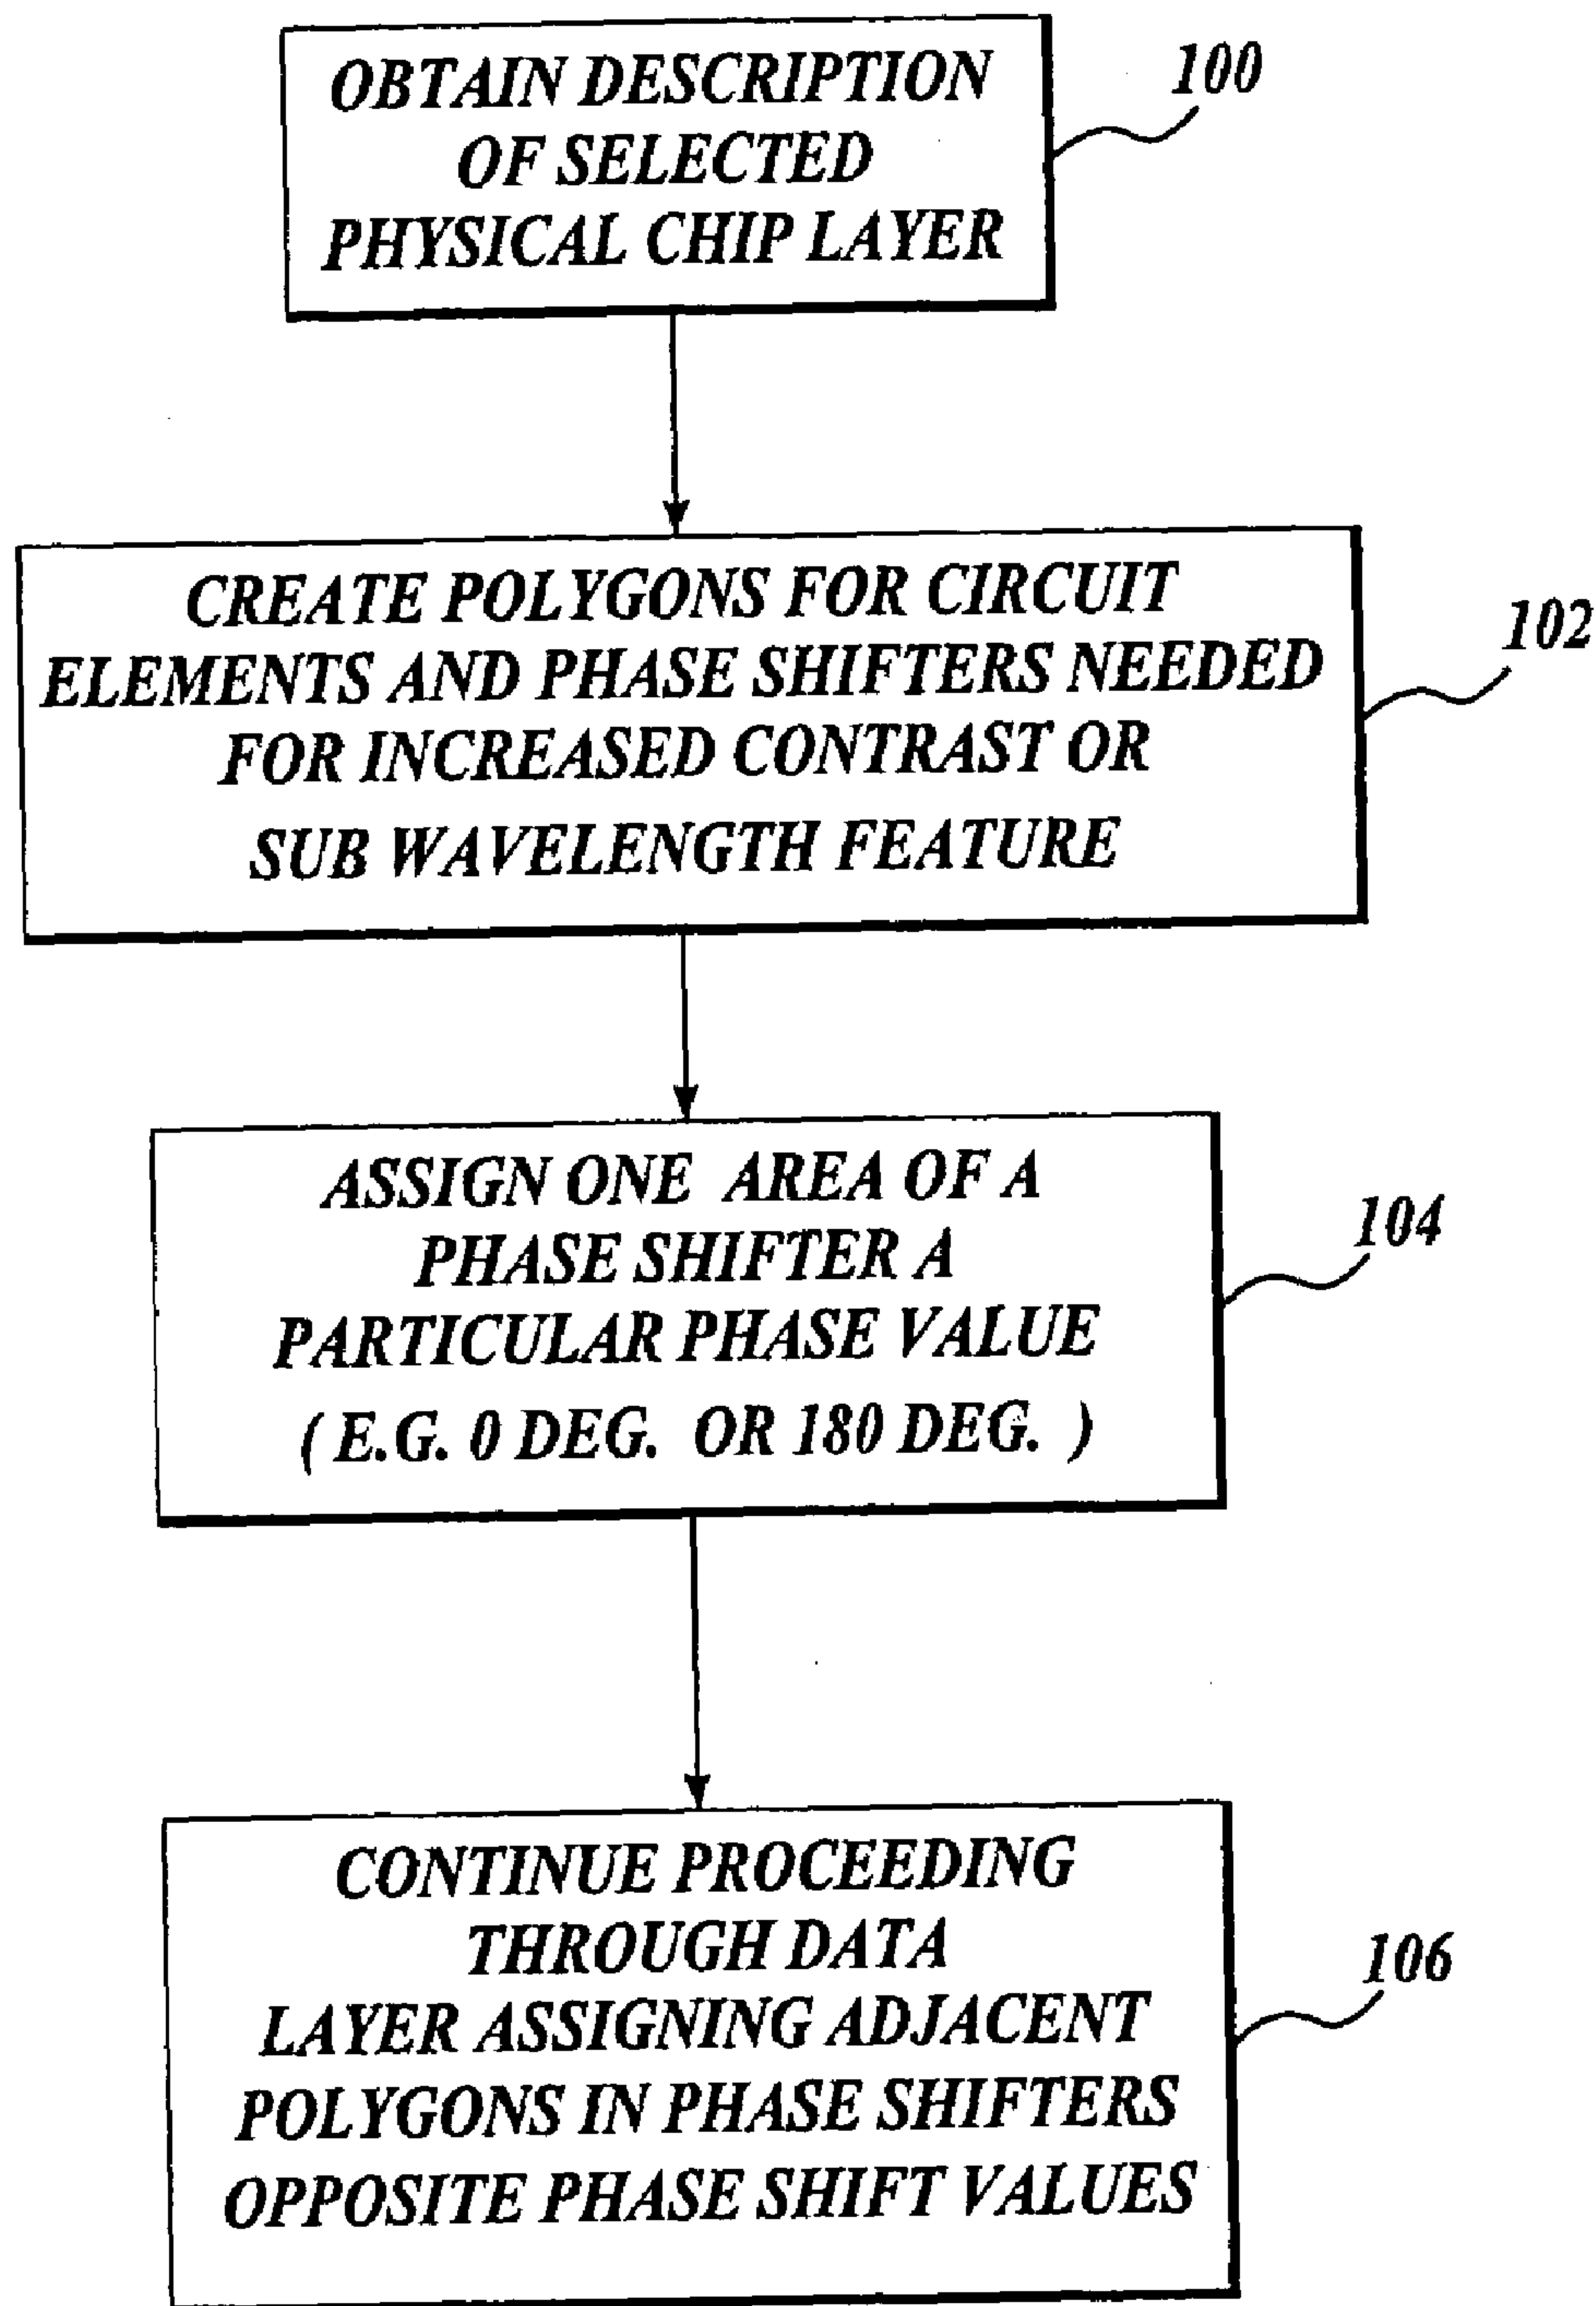 OBTAIN DESCRIPTION
OF SELECTED
PHYSICAL CHIP LAYER
100
CREATE POLYGONS FOR CIRCUIT
ELEMENTS AND PHASE SHIFTERS NEEDED
FOR INCREASED CONTRAST OR
SUB WAVELENGTH FEATURE
102
ASSIGN ONE AREA OF A
PHASE SHIFTER A
PARTICULAR PHASE VALUE
( E.G. 0 DEG. OR 180 DEG. )
104
CONTINUE PROCEEDING
THROUGH DATA
LAYER ASSIGNING ADJACENT
POLYGONS IN PHASE SHIFTERS
OPPOSITE PHASE SHIFT VALUES
106